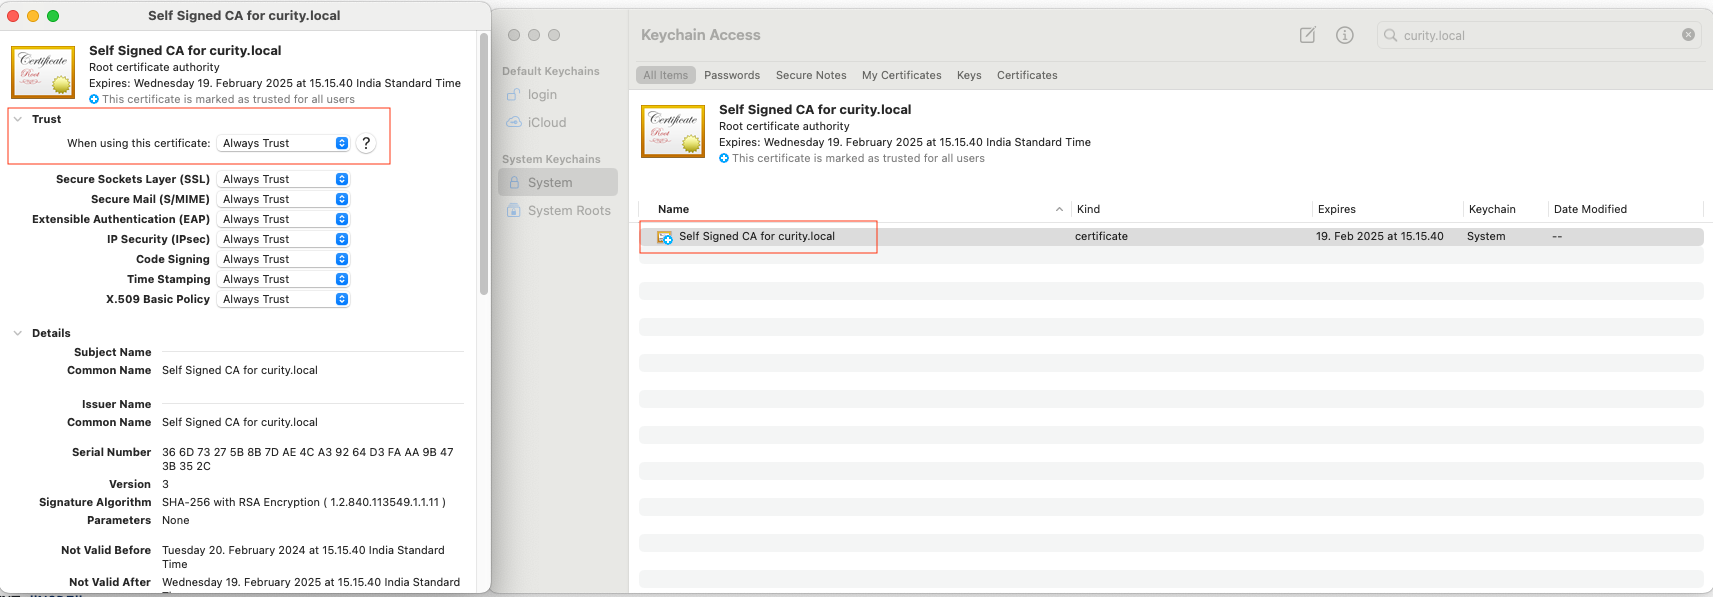 Self Signed CA for curity.local
Certificate
Root
Self Signed CA for curity.local
Root certificate authority
Expires: Wednesday 19. February 2025 at 15.15.40 India Standard Time
This certificate is marked as trusted for all users
Trust
When using this certificate: Always Trust ?
Secure Sockets Layer (SSL) Always Trust
Secure Mail (S/MIME) Always Trust
Extensible Authentication (EAP) Always Trust
IP Security (IPsec) Always Trust
Code Signing Always Trust
Time Stamping Always Trust
X.509 Basic Policy Always Trust
Details
Subject Name
Common Name Self Signed CA for curity.local
Issuer Name
Common Name Self Signed CA for curity.local
Serial Number 36 6D 73 27 5B 8B 7D AE 4C A3 92 64 D3 FA AA 9B 47
3B 35 2C
Version 3
Signature Algorithm SHA-256 with RSA Encryption ( 1.2.840.113549.1.1.11 )
Parameters None
Not Valid Before Tuesday 20. February 2024 at 15.15.40 India Standard
Time
Not Valid After Wednesday 19. February 2025 at 15.15.40 India Standard
Default Keychains
login
iCloud
System Keychains
System
System Roots
Keychain Access
curity.local
All Items Passwords Secure Notes My Certificates Keys Certificates
Certificate
Root
Self Signed CA for curity.local
Root certificate authority
Expires: Wednesday 19. February 2025 at 15.15.40 India Standard Time
This certificate is marked as trusted for all users
Name Kind Expires Keychain Date Modified
Self Signed CA for curity.local certificate 19. Feb 2025 at 15.15.40 System --